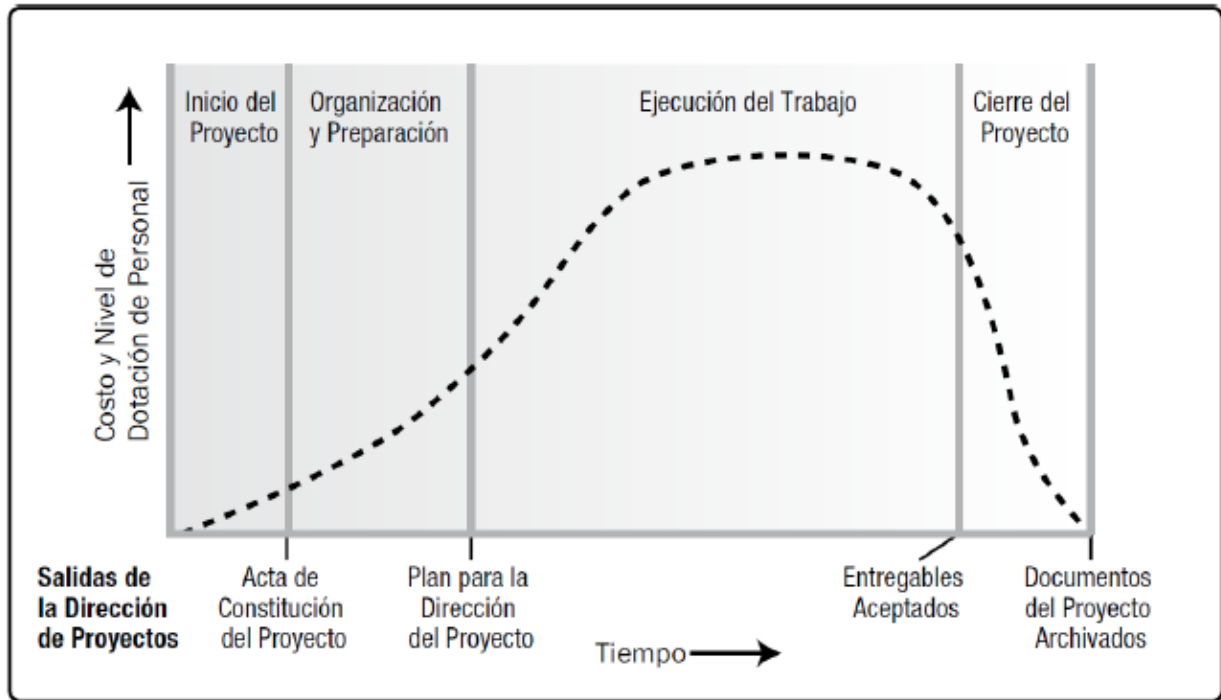 Inicio del
Proyecto
Organización
y Preparación
Ejecución del Trabajo
Cierre del
Proyecto
Costo y Nivel de
Dotación de Personal
Salidas de
la Dirección
de Proyectos
Acta de
Constitución
del Proyecto
Plan para la
Dirección
del Proyecto
Tiempo
Entregables
Aceptados
Documentos
del Proyecto
Archivados